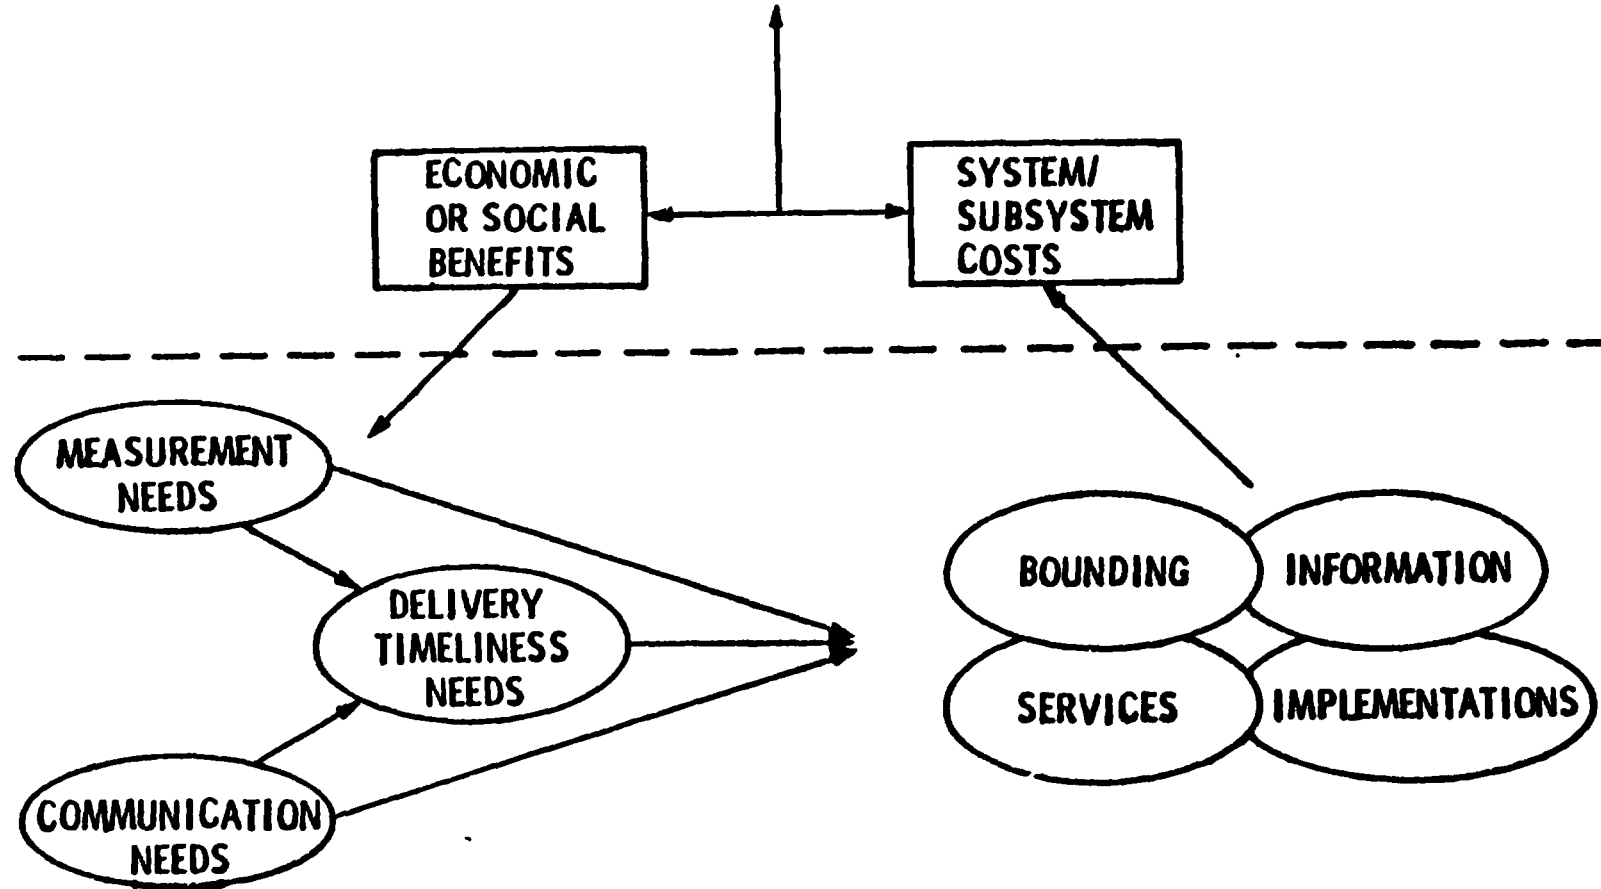 ECONOMIC
OR SOCIAL
BENEFITS
SYSTEM/
SUBSYSTEM
COSTS
MEASUREMENT
NEEDS
DELIVERY
TIMELINESS
NEEDS
COMMUNICATION
NEEDS
BOUNDING
INFORMATION
SERVICES
IMPLEMENTATIONS